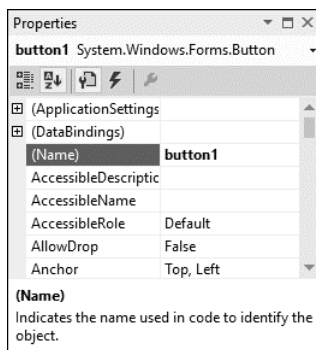 Properties
button1 System.Windows.Forms.Button
(ApplicationSettings
(DataBindings)
(Name) button1
AccessibleDescriptic
AccessibleName
AccessibleRole Default
AllowDrop False
Anchor Top, Left
(Name)
Indicates the name used in code to identify the
object.